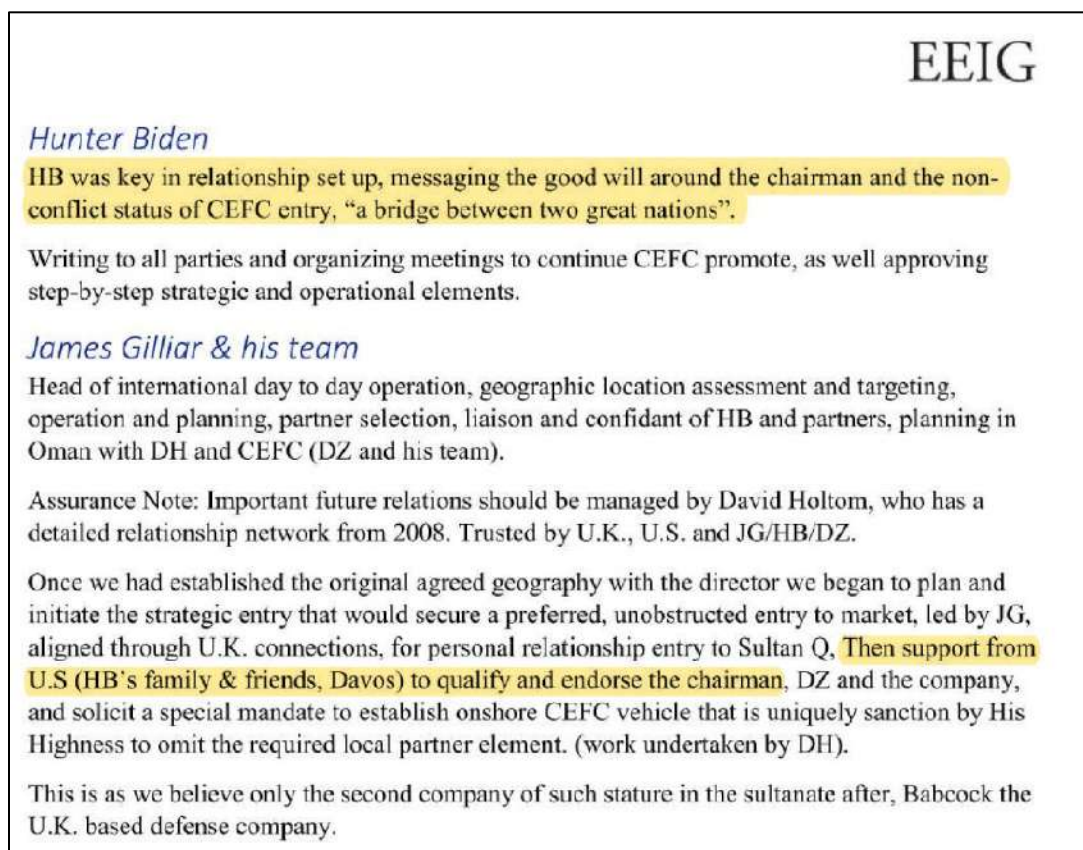 EEIG
Hunter Biden
HB was key in relationship set up, messaging the good will around the chairman and the non-
conflict status of CEFC entry, “a bridge between two great nations”.
Writing to all parties and organizing meetings to continue CEFC promote, as well approving
step-by-step strategic and operational elements.
James Gilliar & his team
Head of international day to day operation, geographic location assessment and targeting,
operation and planning, partner selection, liaison and confidant of HB and partners, planning in
Oman with DH and CEFC (DZ and his team).
Assurance Note: Important future relations should be managed by David Holtom, who has a
detailed relationship network from 2008. Trusted by U.K., U.S. and JG/HB/DZ.
Once we had established the original agreed geography with the director we began to plan and
initiate the strategic entry that would secure a preferred, unobstructed entry to market, led by JG,
aligned through U.K. connections, for personal relationship entry to Sultan Q, Then support from
U.S (HB’s family & friends, Davos) to qualify and endorse the chairman, DZ and the company,
and solicit a special mandate to establish onshore CEFC vehicle that is uniquely sanction by His
Highness to omit the required local partner element. (work undertaken by DH).
This is as we believe only the second company of such stature in the sultanate after, Babcock the
U.K. based defense company.